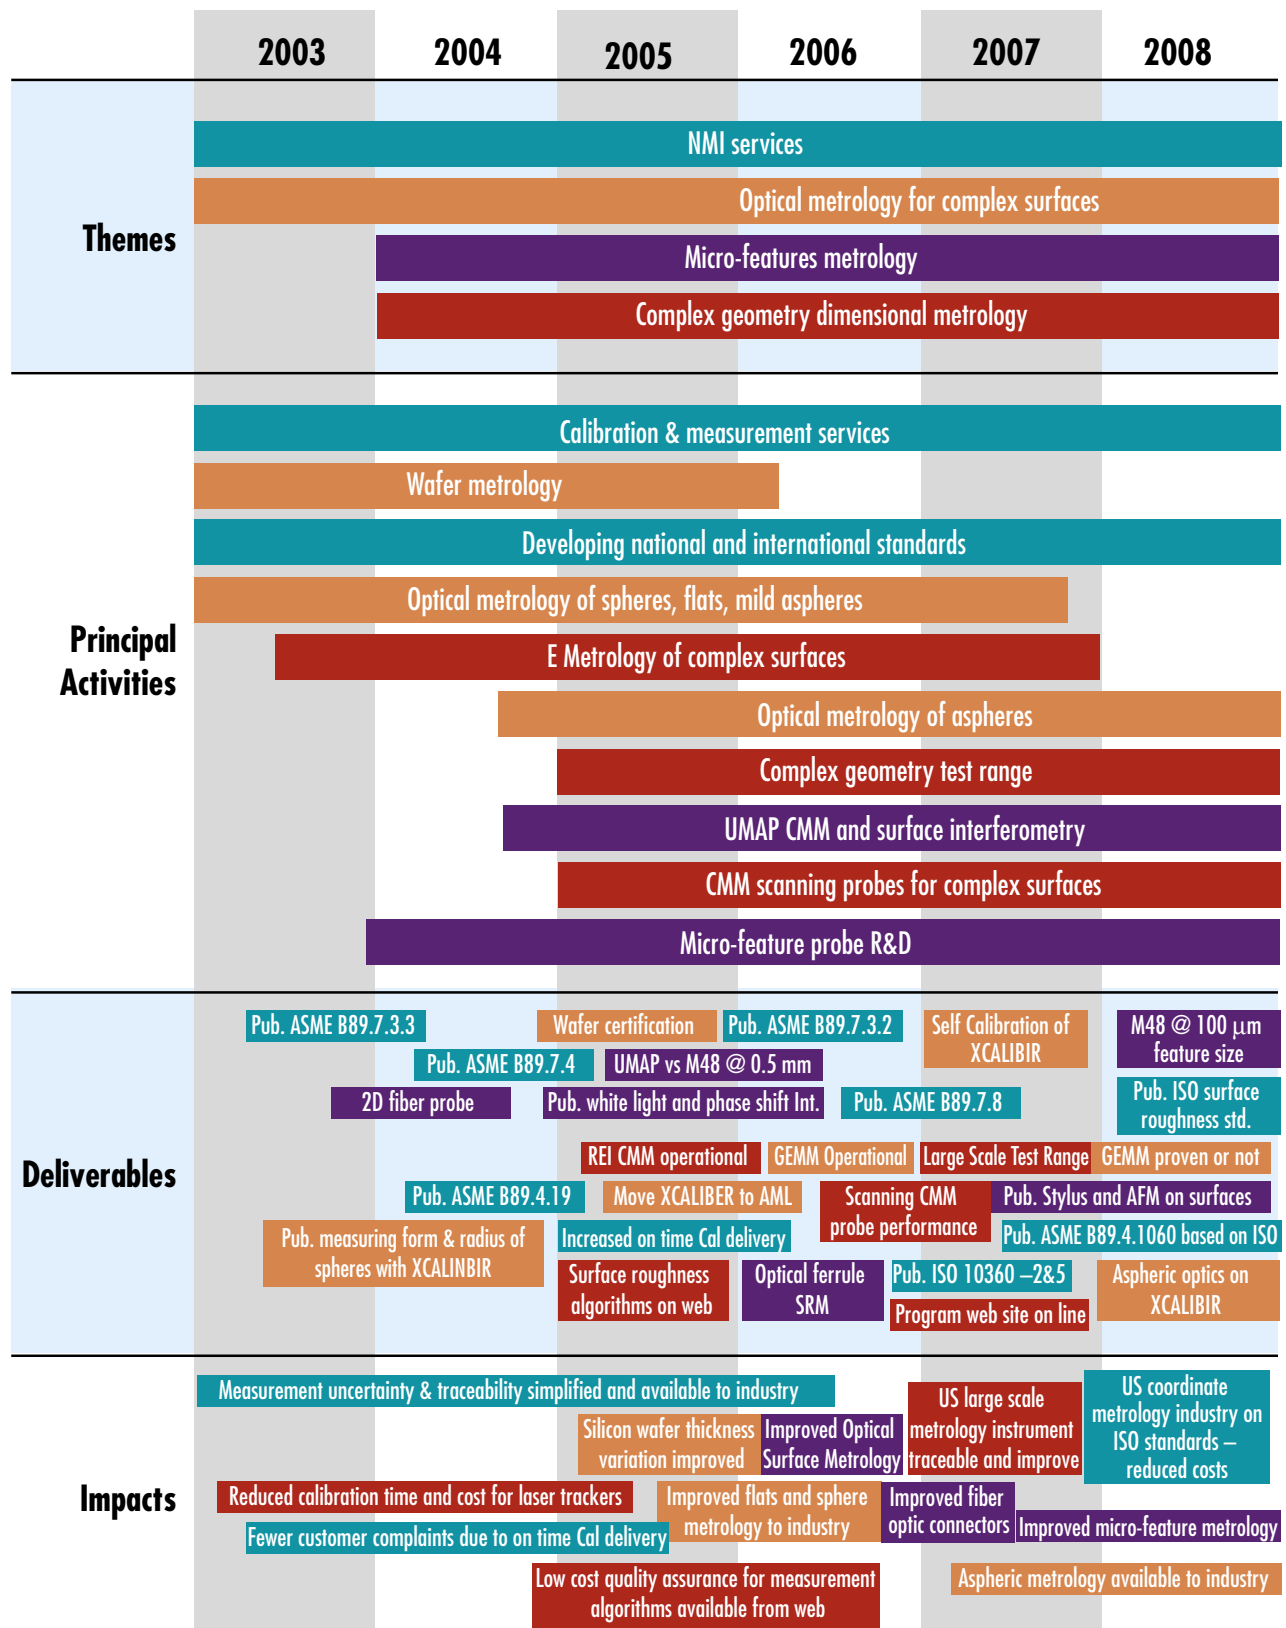 2003 2004 2005 2006 2007 2008
Themes
NMI services
Optical metrology for complex surfaces
Micro-features metrology
Complex geometry dimensional metrology
Principal
Activities
Calibration & measurement services
Wafer metrology
Developing national and international standards
Optical metrology of spheres, flats, mild aspheres
E Metrology of complex surfaces
Optical metrology of aspheres
Complex geometry test range
UMAP CMM and surface interferometry
CMM scanning probes for complex surfaces
Micro-feature probe R&D
Deliverables
Pub. ASME B89.7.3.3
Wafer certification
Pub. ASME B89.7.3.2
Self Calibration of
XCALIBIR
M48 @ 100 µm
feature size
Pub. ASME B89.7.4
UMAP vs M48 @ 0.5 mm
2D fiber probe
Pub. white light and phase shift Int.
Pub. ASME B89.7.8
Pub. ISO surface
roughness std.
REI CMM operational
GEMM Operational
Large Scale Test Range
GEMM proven or not
Pub. ASME B89.4.19
Move XCALIBER to AML
Scanning CMM
probe performance
Pub. Stylus and AFM on surfaces
Pub. measuring form & radius of
spheres with XCALINBIR
Increased on time Cal delivery
Pub. ASME B89.4.1060 based on ISO
Surface roughness
algorithms on web
Optical ferrule
SRM
Pub. ISO 10360 –2&5
Aspheric optics on
XCALIBIR
Program web site on line
Impacts
Measurement uncertainty & traceability simplified and available to industry
US large scale
metrology instrument
traceable and improve
US coordinate
metrology industry on
ISO standards –
reduced costs
Silicon wafer thickness
variation improved
Improved Optical
Surface Metrology
Reduced calibration time and cost for laser trackers
Improved flats and sphere
metrology to industry
Improved fiber
optic connectors
Improved micro-feature metrology
Fewer customer complaints due to on time Cal delivery
Low cost quality assurance for measurement
algorithms available from web
Aspheric metrology available to industry